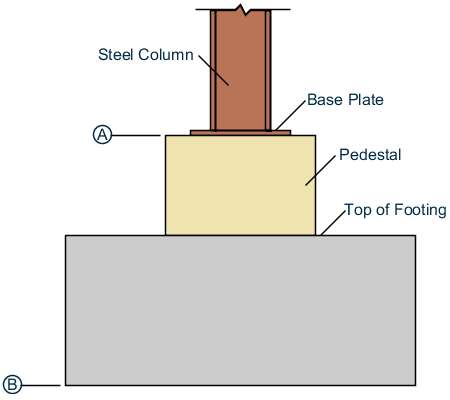 Steel Column
Base Plate
A
Pedestal
Top of Footing
B